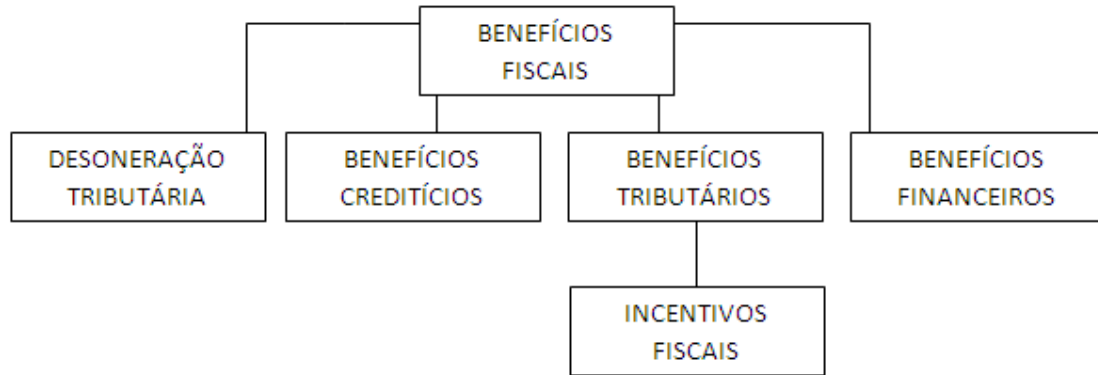 BENEFÍCIOS
FISCAIS
DESONERAÇÃO
TRIBUTÁRIA
BENEFÍCIOS
CREDITÍCIOS
BENEFÍCIOS
TRIBUTÁRIOS
BENEFÍCIOS
FINANCEIROS
INCENTIVOS
FISCAIS